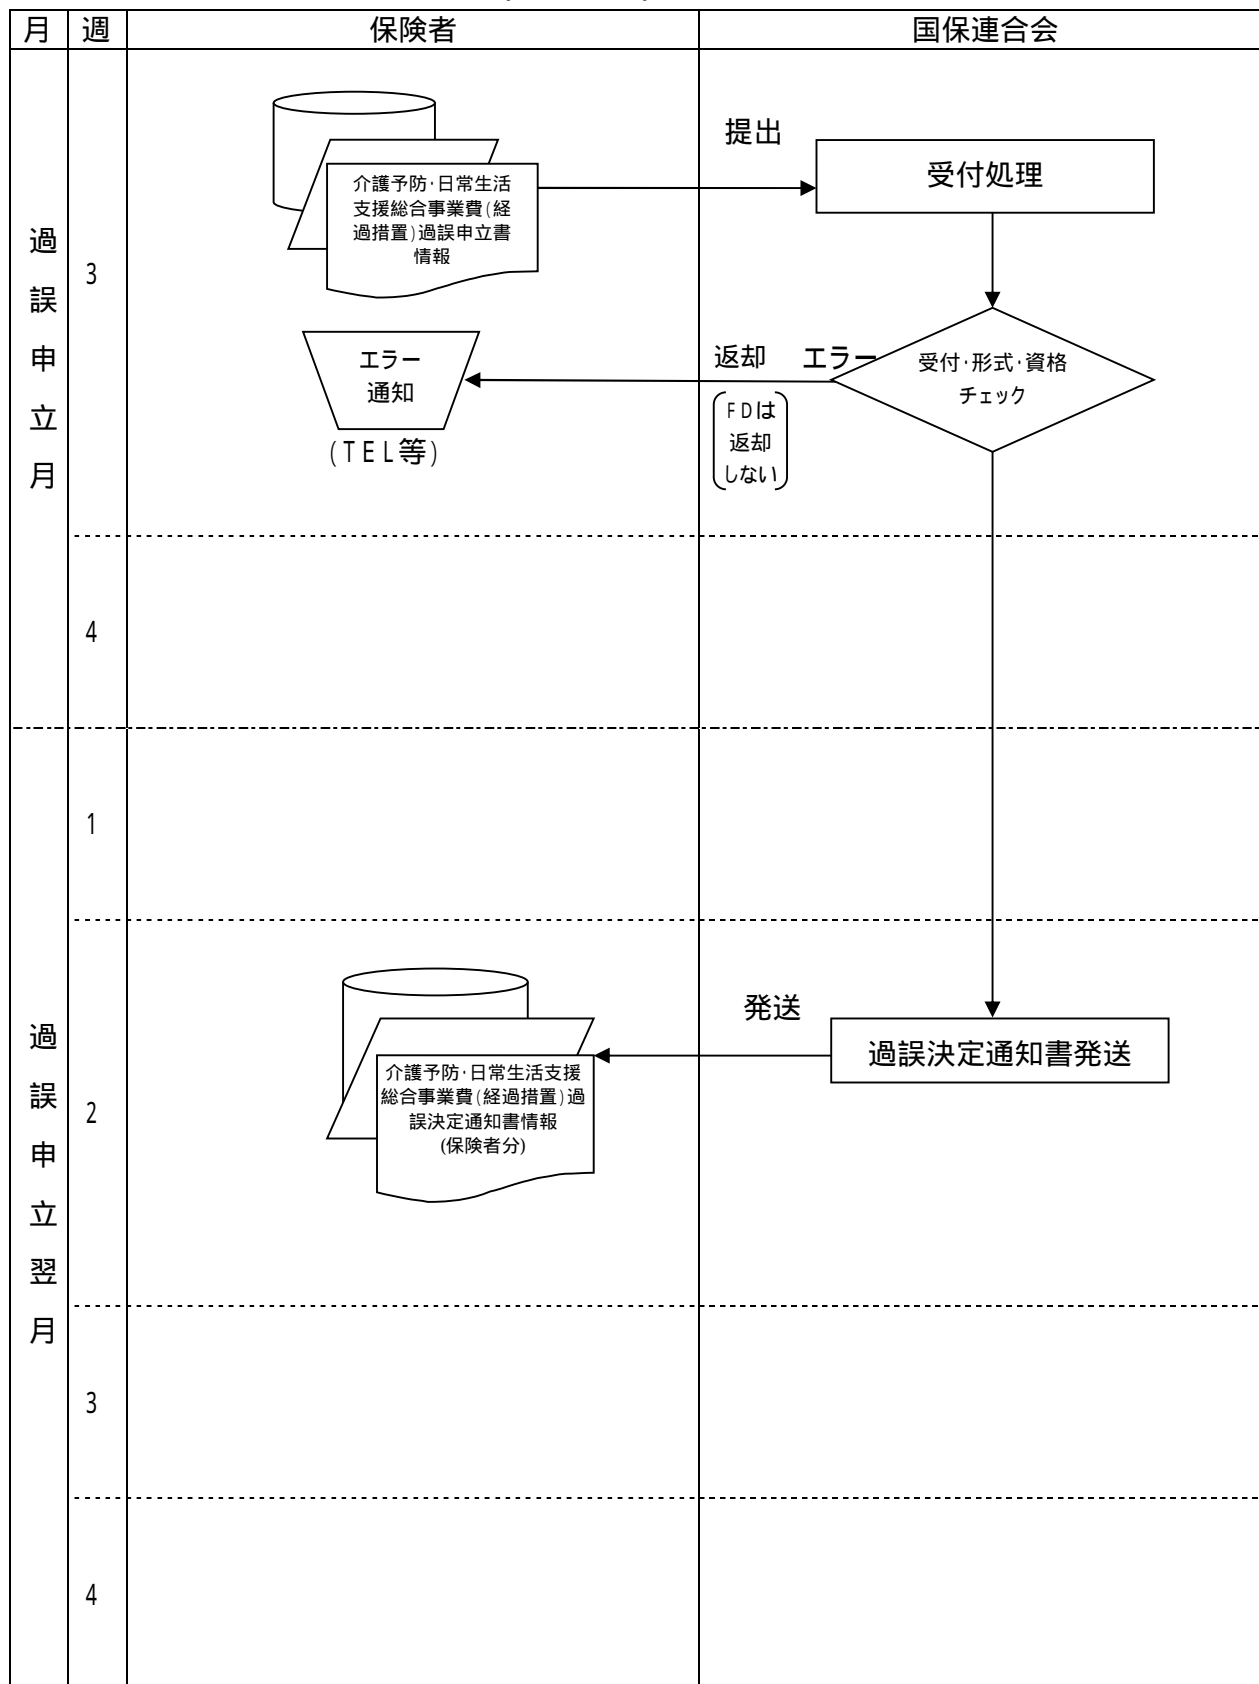 月 週 保険者 国保連合会
過誤申立月
3
介護予防・日常生活
支援総合事業費(経
過措置)過誤申立書
情報
提出
受付処理
受付・形式・資格
チェック
返却 エラー
FDは
返却
しない
エラー
通知
(TEL等)
4
過誤申立翌月
1
2
発送
過誤決定通知書発送
介護予防・日常生活支援
総合事業費(経過措置)過
誤決定通知書情報
(保険者分)
3
4